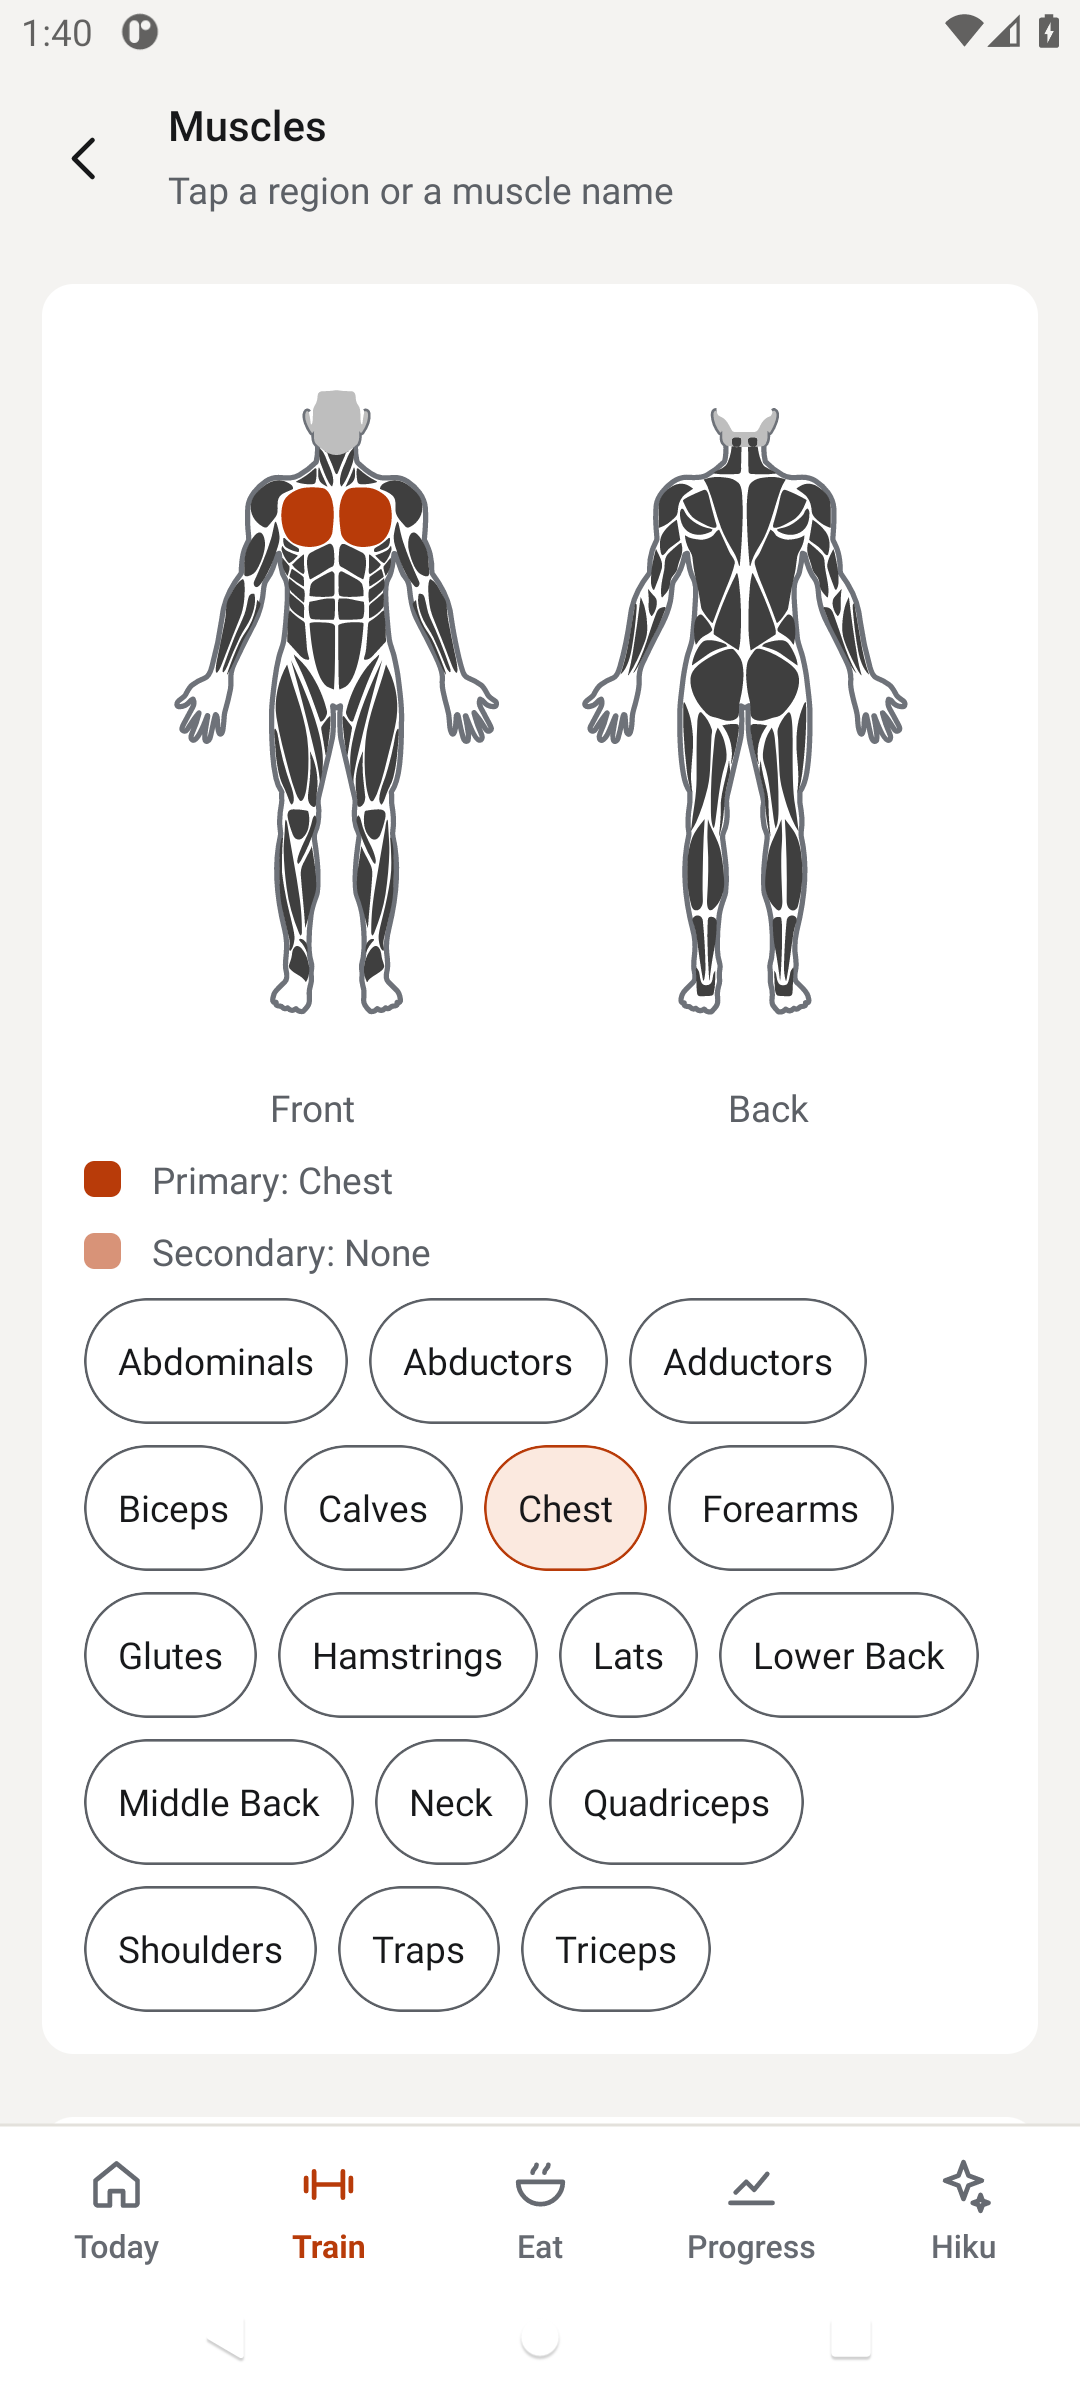 1:40
Muscles
Tap a region or a muscle name
Front Back
Primary: Chest
Secondary: None
Abdominals Abductors Adductors
Biceps Calves Chest Forearms
Glutes Hamstrings Lats Lower Back
Middle Back Neck Quadriceps
Shoulders Traps Triceps
Today Train Eat Progress Hiku